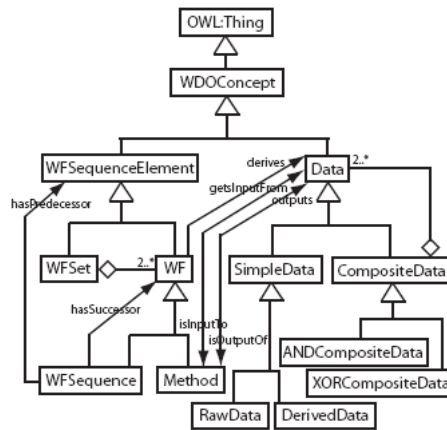 OWL:Thing
WDOConcept
WFSequenceElement
derives
Data
2..*
getsInputFrom
outputs
hasPredecessor
WFSet
2..*
WF
SimpleData
CompositeData
hasSuccessor
isInputTo
isOutputOf
ANDCompositeData
WFSequence
Method
XORCompositeData
RawData
DerivedData